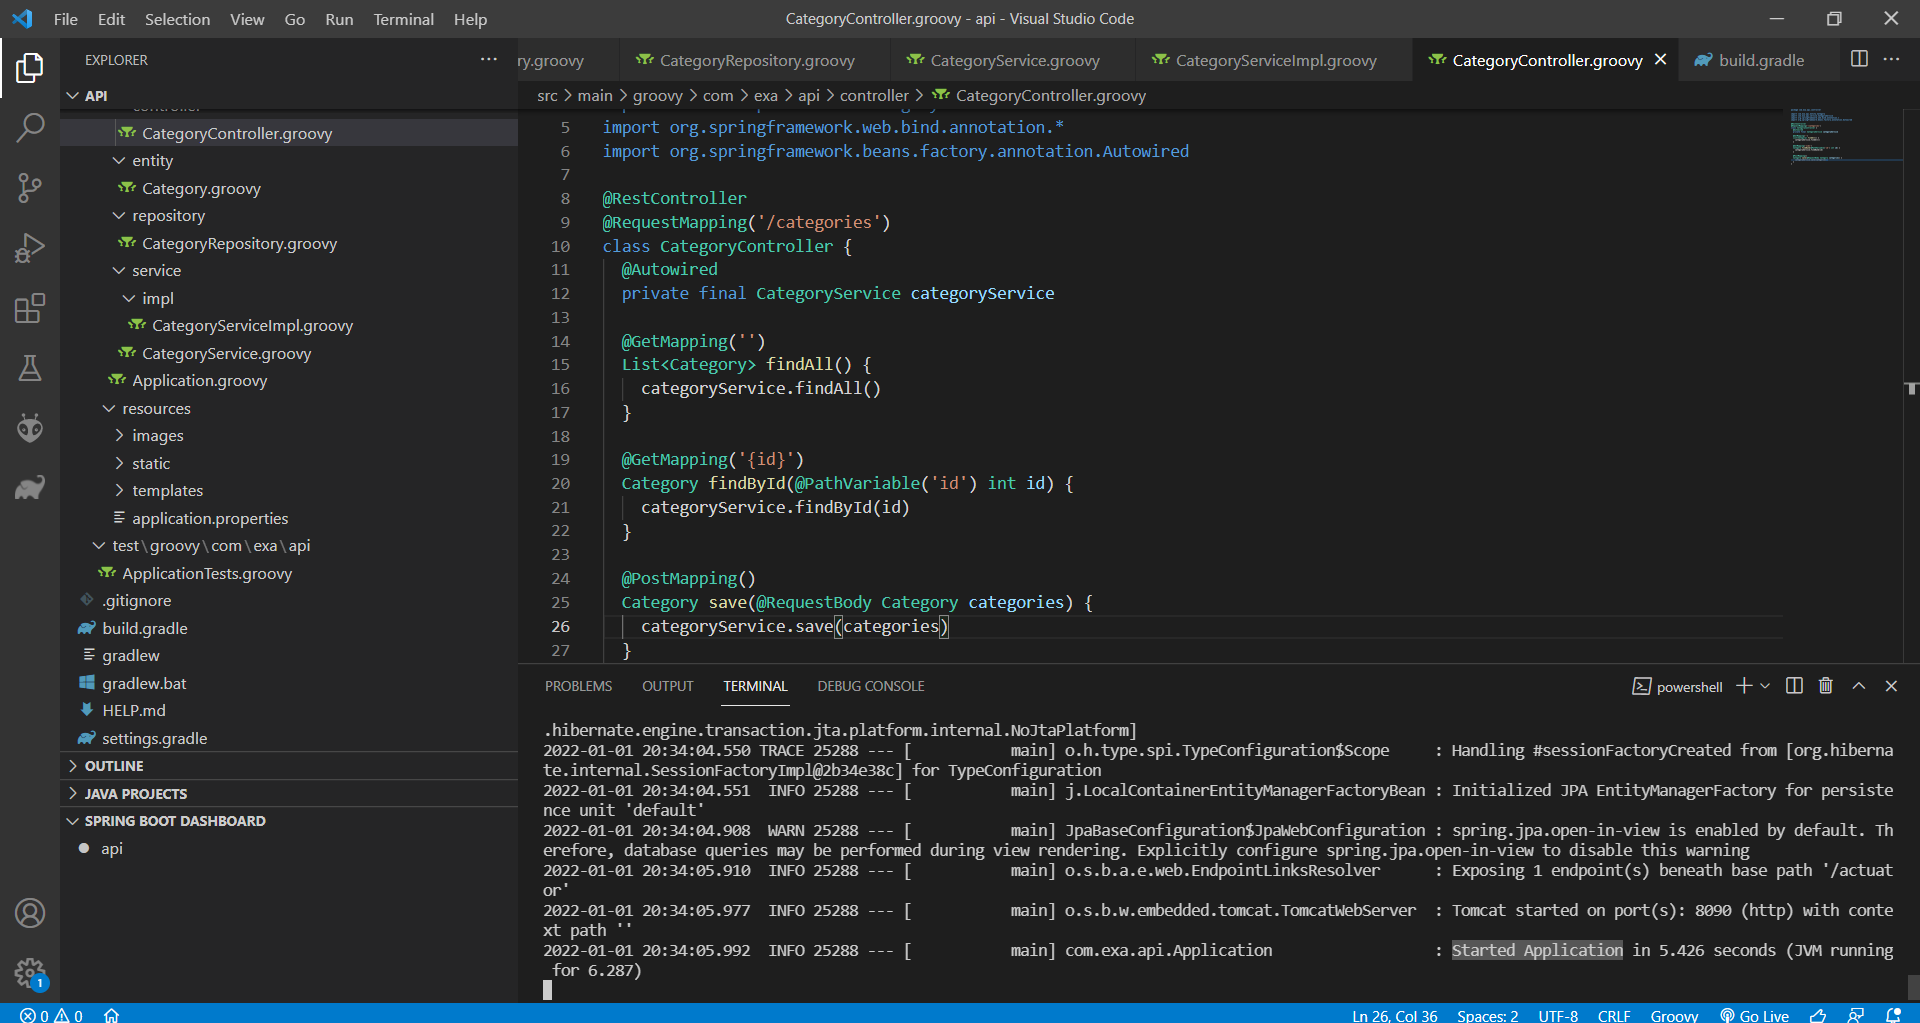 File Edit Selection View Go Run Terminal Help
CategoryController.groovy - api - Visual Studio Code
EXPLORER
ry.groovy
CategoryRepository.groovy
CategoryService.groovy
CategoryServiceImpl.groovy
CategoryController.groovy
build.gradle
src > main > groovy > com > exa > api > controller > CategoryController.groovy
API
CategoryController.groovy
entity
Category.groovy
repository
CategoryRepository.groovy
service
impl
CategoryServiceImpl.groovy
CategoryService.groovy
Application.groovy
resources
images
static
templates
application.properties
test\groovy\com\exa\api
ApplicationTests.groovy
.gitignore
build.gradle
gradlew
gradlew.bat
HELP.md
settings.gradle
OUTLINE
JAVA PROJECTS
SPRING BOOT DASHBOARD
api
5 import org.springframework.web.bind.annotation.*
6 import org.springframework.beans.factory.annotation.Autowired
7
8 @RestController
9 @RequestMapping('/categories')
10 class CategoryController {
11 @Autowired
12 private final CategoryService categoryService
13
14 @GetMapping('')
15 List<Category> findAll() {
16 categoryService.findAll()
17 }
18
19 @GetMapping('{id}')
20 Category findById(@PathVariable('id') int id) {
21 categoryService.findById(id)
22 }
23
24 @PostMapping()
25 Category save(@RequestBody Category categories) {
26 categoryService.save(categories)
27 }
PROBLEMS OUTPUT TERMINAL DEBUG CONSOLE
powershell
.hibernate.engine.transaction.jta.platform.internal.NoJtaPlatform]
2022-01-01 20:34:04.550 TRACE 25288 --- [ main] o.h.type.spi.TypeConfiguration$Scope : Handling #sessionFactoryCreated from [org.hiberna
te.internal.SessionFactoryImpl@2b34e38c] for TypeConfiguration
2022-01-01 20:34:04.551 INFO 25288 --- [ main] j.LocalContainerEntityManagerFactoryBean : Initialized JPA EntityManagerFactory for persiste
nce unit 'default'
2022-01-01 20:34:04.908 WARN 25288 --- [ main] JpaBaseConfiguration$JpaWebConfiguration : spring.jpa.open-in-view is enabled by default. Th
erefore, database queries may be performed during view rendering. Explicitly configure spring.jpa.open-in-view to disable this warning
2022-01-01 20:34:05.910 INFO 25288 --- [ main] o.s.b.a.e.web.EndpointLinksResolver : Exposing 1 endpoint(s) beneath base path '/actuat
or'
2022-01-01 20:34:05.977 INFO 25288 --- [ main] o.s.b.w.embedded.tomcat.TomcatWebServer : Tomcat started on port(s): 8090 (http) with conte
xt path ''
2022-01-01 20:34:05.992 INFO 25288 --- [ main] com.exa.api.Application : Started Application in 5.426 seconds (JVM running
for 6.287)
1
0 0
Ln 26, Col 36 Spaces: 2 UTF-8 CRLF Groovy Go Live